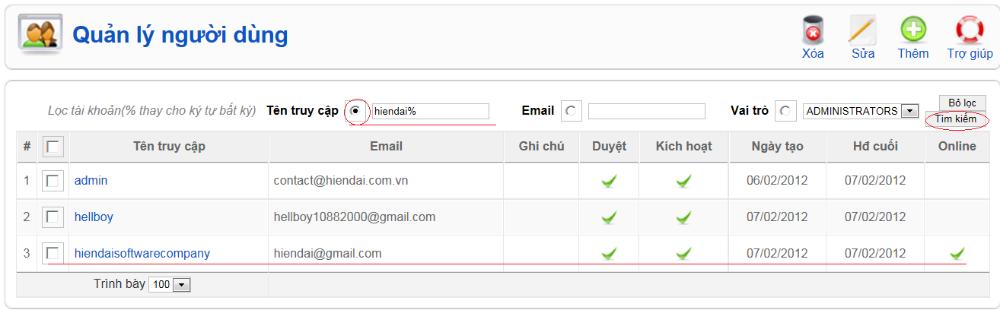 Quản lý người dùng
Xóa Sửa Thêm Trợ giúp
Lọc tài khoản(% thay cho ký tự bất kỳ) Tên truy cập hiendai% Email Vai trò ADMINISTRATORS Bỏ lọc
Tìm kiếm
# Tên truy cập Email Ghi chú Duyệt Kích hoạt Ngày tạo Hđ cuối Online
1 admin contact@hiendai.com.vn 06/02/2012 07/02/2012
2 hellboy hellboy10882000@gmail.com 07/02/2012 07/02/2012
3 hiendaisoftwarecompany hiendai@gmail.com 07/02/2012 07/02/2012
Trình bày 100